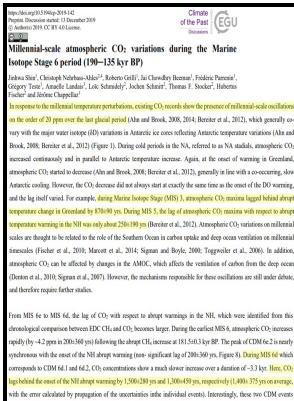 https://doi.org/10.5194/cp-2019-142
Preprint. Discussion started: 13 December 2019
© Author(s) 2019. CC BY 4.0 License.
Climate
of the Past
Discussions
EGU
Millennial-scale atmospheric CO₂ variations during the Marine
Isotope Stage 6 period (190–135 kyr BP)
Jinhwa Shin¹, Christoph Nehrbass-Ahles²,⁴, Roberto Grilli¹, Jai Chowdhry Beeman¹, Frédéric Parrenin¹,
Grégory Teste¹, Amaelle Landais³, Loïc Schmidely², Jochen Schmitt², Thomas F. Stocker², Hubertus
Fischer² and Jérôme Chappellaz¹
In response to the millennial temperature perturbations, existing CO₂ records show the presence of millennial-scale oscillations
on the order of 20 ppm over the last glacial period (Ahn and Brook, 2008, 2014; Bereiter et al., 2012), which generally co-
vary with the major water isotope (δD) variations in Antarctic ice cores reflecting Antarctic temperature variations (Ahn and
Brook, 2008; Bereiter et al., 2012) (Figure 1). During cold periods in the NA, referred to as NA stadials, atmospheric CO₂
increased continuously and in parallel to Antarctic temperature increase. Again, at the onset of warming in Greenland,
atmospheric CO₂ started to decrease (Ahn and Brook, 2008; Bereiter et al., 2012), generally in line with a co-occurring, slow
Antarctic cooling. However, the CO₂ decrease did not always start at exactly the same time as the onset of the DO warming,
and the lag itself varied. For example, during Marine Isotope Stage (MIS) 3, atmospheric CO₂ maxima lagged behind abrupt
temperature change in Greenland by 870±90 yrs. During MIS 5, the lag of atmospheric CO₂ maxima with respect to abrupt
temperature warming in the NH was only about 250±190 yrs (Bereiter et al., 2012). Atmospheric CO₂ variations on millennial
scales are thought to be related to the role of the Southern Ocean in carbon uptake and deep ocean ventilation on millennial
timescales (Fischer et al., 2010; Marcott et al., 2014; Sigman and Boyle, 2000; Toggweiler et al., 2006). In addition,
atmospheric CO₂ can be affected by changes in the AMOC, which affects the ventilation of carbon from the deep ocean
(Denton et al., 2010; Sigman et al., 2007). However, the mechanisms responsible for these oscillations are still under debate,
and therefore require further studies.
From MIS 6e to MIS 6d, the lag of CO₂ with respect to abrupt warmings in the NH, which were identified from this
chronological comparison between EDC CH₄ and CO₂ becomes larger. During the earliest MIS 6, atmospheric CO₂ increases
rapidly (by ~4.2 ppm in 200±360 yrs) following the abrupt CH₄ increase at 181.5±0.3 kyr BP. The peak of CDM 6e.2 is nearly
synchronous with the onset of the NH abrupt warming (non- significant lag of 200±360 yrs, Figure 8). During MIS 6d which
corresponds to CDM 6d.1 and 6d.2, CO₂ concentrations show a much slower increase over a duration of ~3.3 kyr. Here, CO₂
lags behind the onset of the NH abrupt warming by 1,500±280 yrs and 1,300±450 yrs, respectively (1,400± 375 yrs on average,
with the error calculated by propagation of the uncertainties inthe individual events). Interestingly, these two CDM events